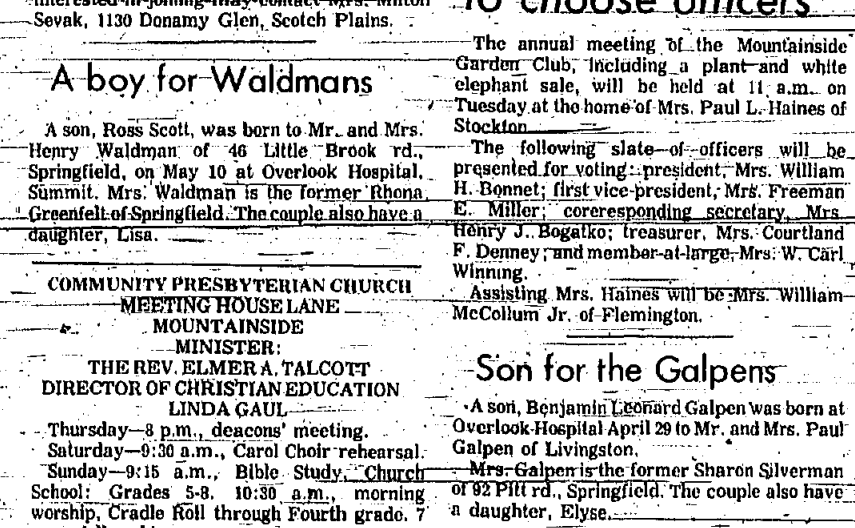 interested in joining may contact Mrs. Milton
Sevak, 1130 Donamy Glen, Scotch Plains.
A boy for Waldmans
A son, Ross Scott, was born to Mr. and Mrs.
Henry Waldman of 46 Little Brook rd.,
Springfield, on May 10 at Overlook Hospital,
Summit. Mrs. Waldman is the former Rhona
Greenfelt of Springfield. The couple also have a
daughter, Lisa.
COMMUNITY PRESBYTERIAN CHURCH
MEETING HOUSE LANE
MOUNTAINSIDE
MINISTER:
THE REV. ELMER A. TALCOTT
DIRECTOR OF CHRISTIAN EDUCATION
LINDA GAUL
Thursday—8 p.m., deacons' meeting.
Saturday—9:30 a.m., Carol Choir rehearsal.
Sunday—9:15 a.m., Bible Study, Church
School: Grades 5-8. 10:30 a.m., morning
worship, Cradle Roll through Fourth grade. 7
to choose officers
The annual meeting of the Mountainside
Garden Club, including a plant and white
elephant sale, will be held at 11 a.m. on
Tuesday at the home of Mrs. Paul L. Haines of
Stockton.
The following slate of officers will be
presented for voting: president, Mrs. William
H. Bonnet; first vice-president, Mrs. Freeman
E. Miller; coreresponding secretary, Mrs.
Henry J. Bogatko; treasurer, Mrs. Courtland
F. Denney; and member-at-large, Mrs. W. Carl
Winning.
Assisting Mrs. Haines will be Mrs. William
McCollum Jr. of Flemington.
Son for the Galpens
A son, Benjamin Leonard Galpen was born at
Overlook Hospital April 29 to Mr. and Mrs. Paul
Galpen of Livingston.
Mrs. Galpen is the former Sharon Silverman
of 92 Pitt rd., Springfield. The couple also have
a daughter, Elyse.